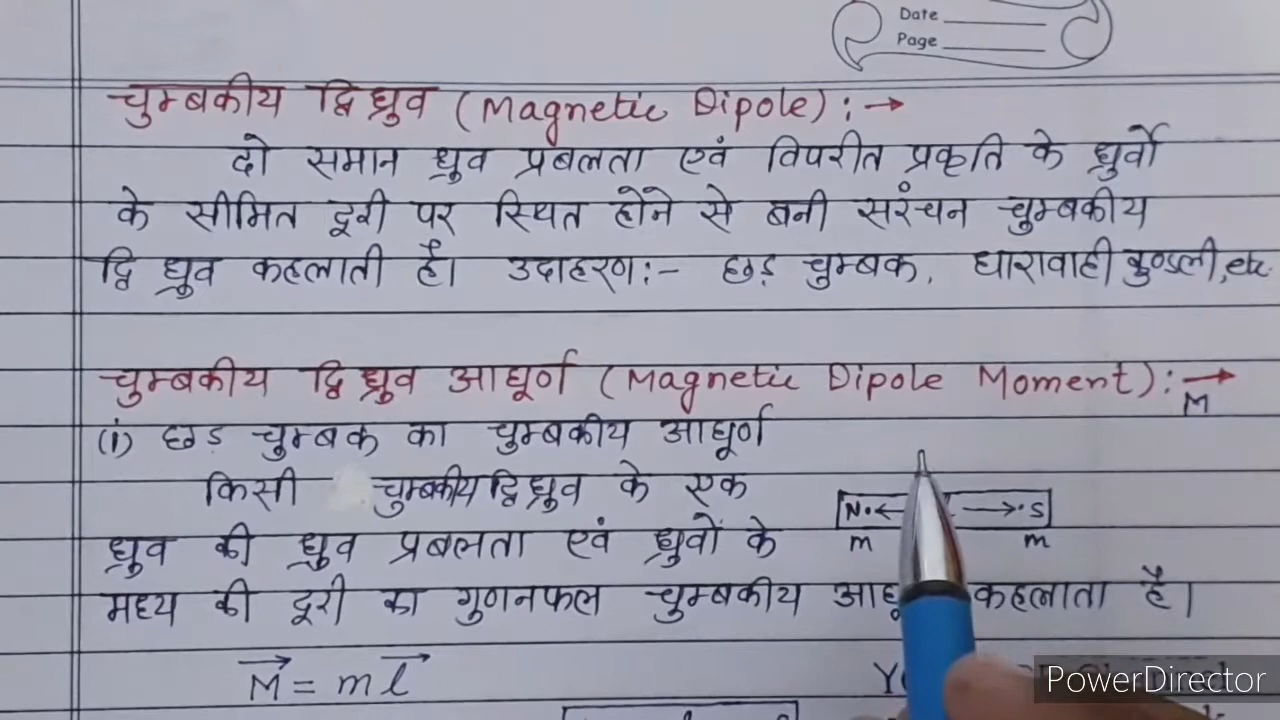 Date
Page
चुम्बकीय द्विध्रुव (Magnetic Dipole) : →
दो समान ध्रुव प्रबलता एवं विपरीत प्रकृति के ध्रुवों
के सीमित दूरी पर स्थित होने से बनी सरंचन चुम्बकीय
द्वि ध्रुव कहलाती है। उदाहरण:- छड़ चुम्बक, धारावाही कुण्डली, etc
चुम्बकीय द्वि ध्रुव आघूर्ण (Magnetic Dipole Moment) : →
M
(i) छड़ चुम्बक का चुम्बकीय आघूर्ण
किसी चुम्बकीय द्विध्रुव के एक
N.← →.S
ध्रुव की ध्रुव प्रबलता एवं ध्रुवों के
m m
मध्य की दूरी का गुणनफल चुम्बकीय कहलाता है।
M⃗ = m l⃗
PowerDirector